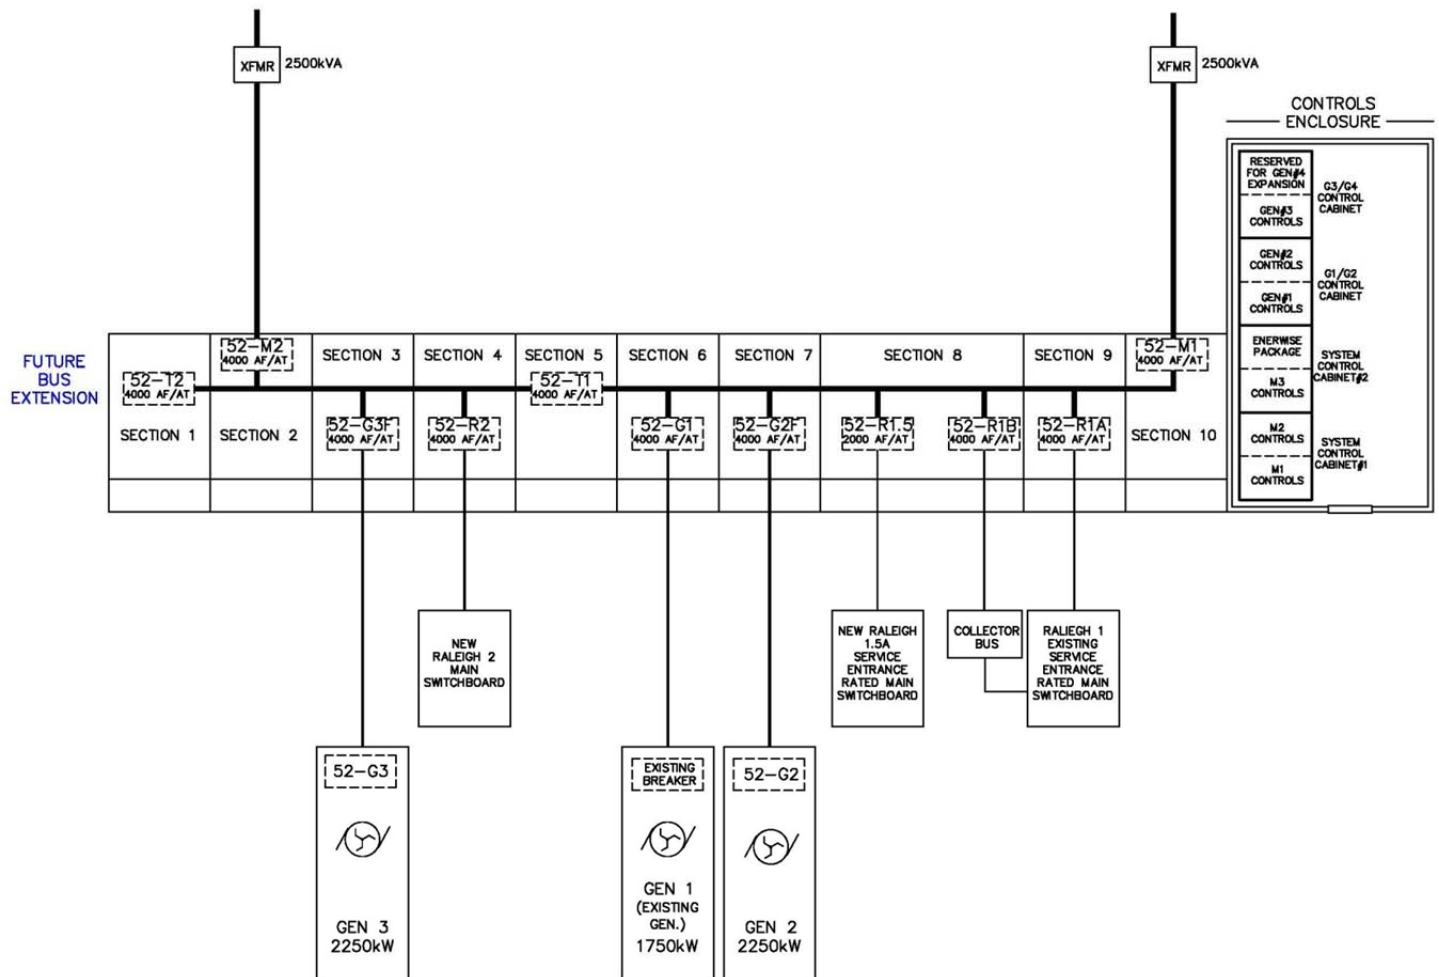 XFMR
2500kVA
XFMR
2500kVA
CONTROLS
ENCLOSURE
RESERVED
FOR GEN#4
EXPANSION
GEN#3
CONTROLS
G3/G4
CONTROL
CABINET
GEN#2
CONTROLS
GEN#1
CONTROLS
G1/G2
CONTROL
CABINET
ENERWISE
PACKAGE
M3
CONTROLS
SYSTEM
CONTROL
CABINET#2
M2
CONTROLS
M1
CONTROLS
SYSTEM
CONTROL
CABINET#1
FUTURE
BUS
EXTENSION
52-T2
4000 AF/AT
SECTION 1
52-M2
4000 AF/AT
SECTION 2
SECTION 3
52-G3F
4000 AF/AT
SECTION 4
52-R2
4000 AF/AT
SECTION 5
52-T1
4000 AF/AT
SECTION 6
52-G1
4000 AF/AT
SECTION 7
52-G2F
4000 AF/AT
SECTION 8
52-R1.5
2000 AF/AT
52-R1B
4000 AF/AT
SECTION 9
52-R1A
4000 AF/AT
52-M1
4000 AF/AT
SECTION 10
NEW
RALEIGH 2
MAIN
SWITCHBOARD
NEW RALEIGH
1.5A
SERVICE
ENTRANCE
RATED MAIN
SWITCHBOARD
COLLECTOR
BUS
RALIEGH 1
EXISTING
SERVICE
ENTRANCE
RATED MAIN
SWITCHBOARD
52-G3
GEN 3
2250kW
EXISTING
BREAKER
GEN 1
(EXISTING
GEN.)
1750kW
52-G2
GEN 2
2250kW